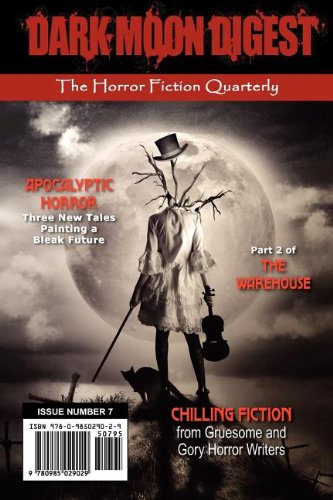 DARK MOON DIGEST
The Horror Fiction Quarterly
APOCALYPTIC
HORROR
Three New Tales
Painting a
Bleak Future
Part 2 of
THE
WAREHOUSE
CHILLING FICTION
from Gruesome and
Gory Horror Writers
ISSUE NUMBER 7
ISBN 978-0-9850290-2-9
50795
9 780985 029029